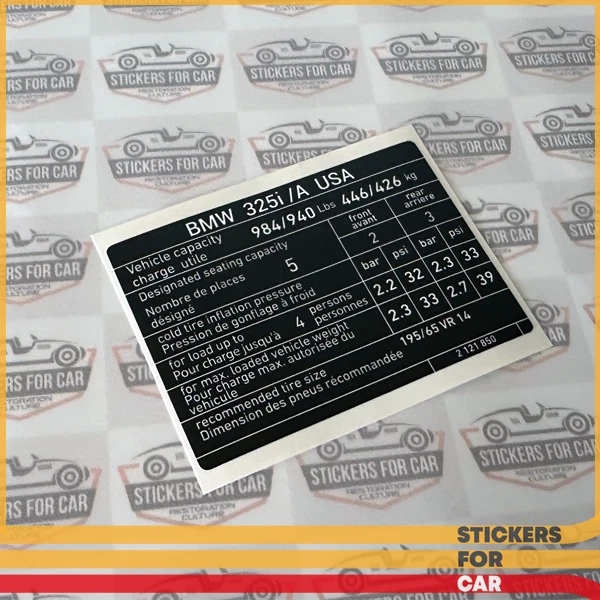 BMW 325i /A USA
Vehicle capacity
charge utile
984/940 Lbs 446/426 kg
Designated seating capacity
Nombre de places
5
front
avant
rear
arriere
2
3
cold tire inflation pressure
Pression de gonflage à froid
désigné
bar psi bar psi
for load up to
Pour charge jusqu'à
4
persons
personnes
2.2 32 2.3 33
for max. loaded vehicle weight
Pour charge max. autorisée du
vehicule
2.3 33 2.7 39
recommended tire size
Dimension des pneus récommandée
195/65 VR 14
2 121 850
STICKERS FOR CAR
RESTORATION
CULTURE
STICKERS
FOR
CAR